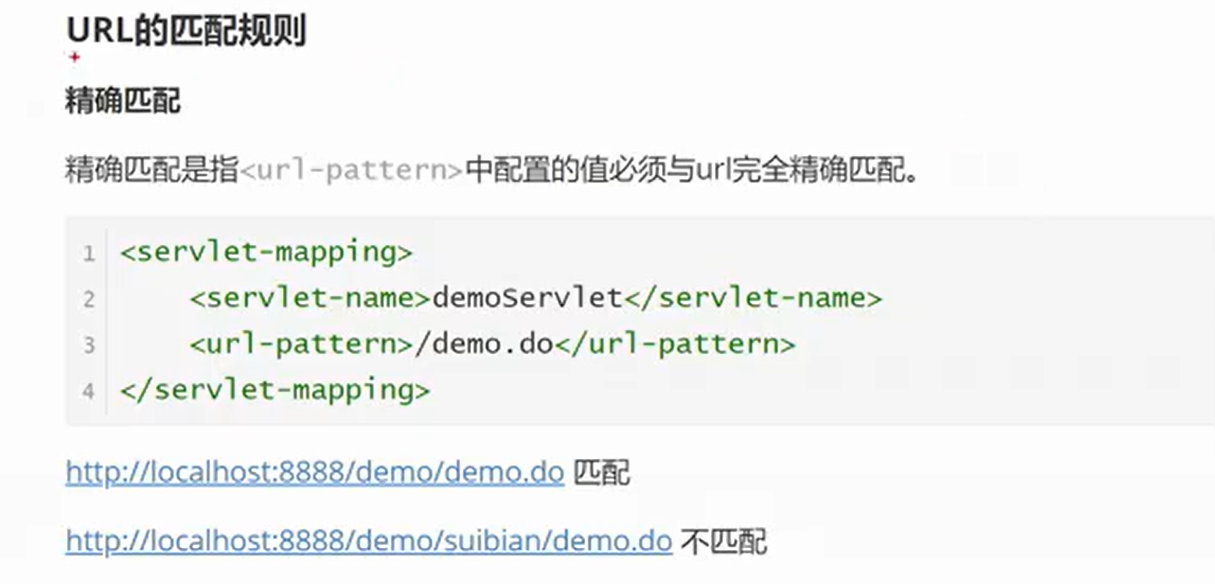 URL的匹配规则
精确匹配
精确匹配是指<url-pattern>中配置的值必须与url完全精确匹配。
1 <servlet-mapping>
2 <servlet-name>demoServlet</servlet-name>
3 <url-pattern>/demo.do</url-pattern>
4 </servlet-mapping>
http://localhost:8888/demo/demo.do 匹配
http://localhost:8888/demo/suibian/demo.do 不匹配